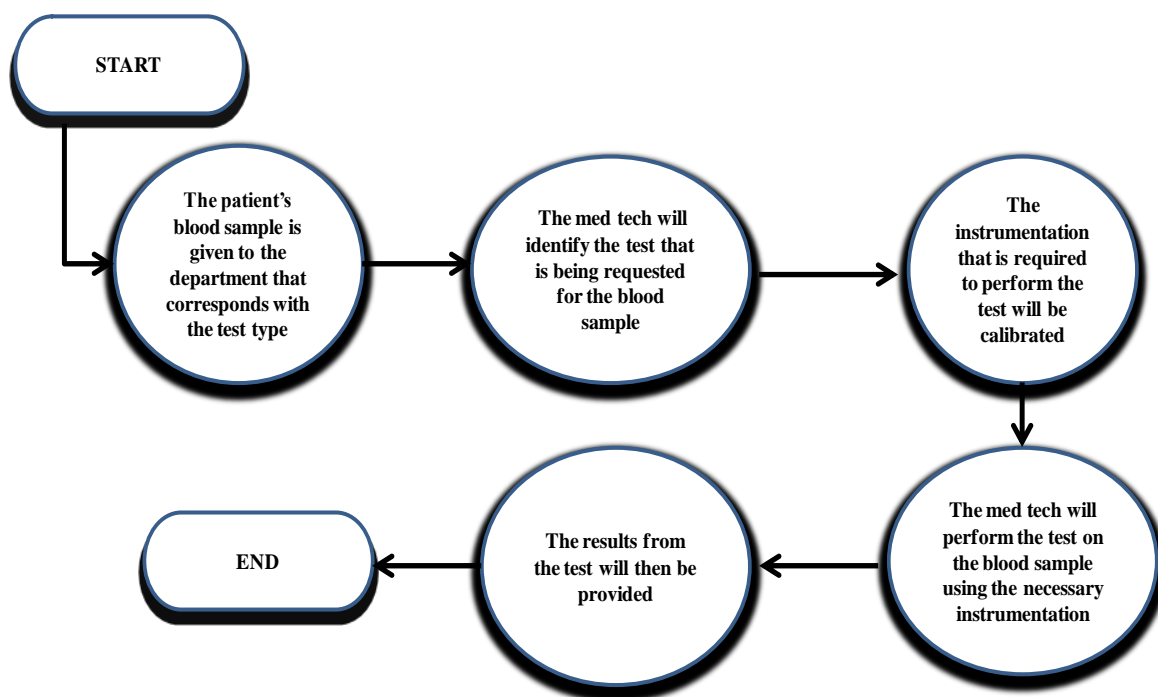 START
The patient’s
blood sample is
given to the
department that
corresponds with
the test type
The med tech will
identify the test that
is being requested
for the blood
sample
The
instrumentation
that is required
to perform the
test will be
calibrated
The med tech will
perform the test on
the blood sample
using the necessary
instrumentation
The results from
the test will then be
provided
END